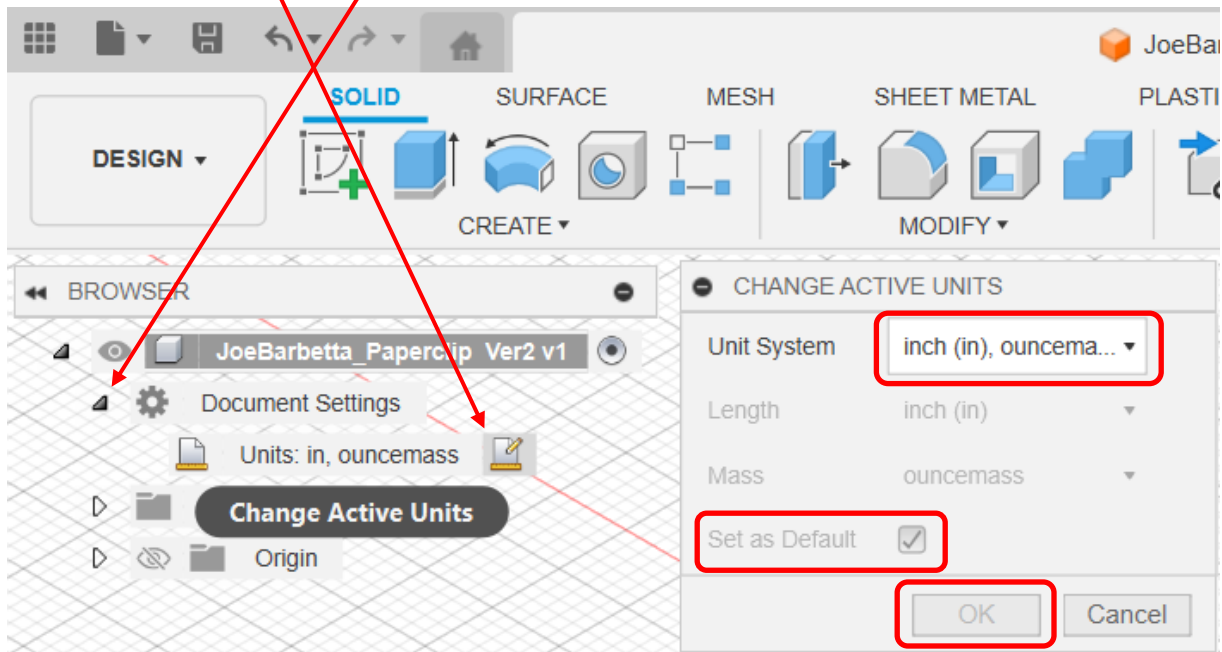 JoeBar
SOLID SURFACE MESH SHEET METAL PLASTI
DESIGN
CREATE MODIFY
BROWSER
JoeBarbetta_Paperclip Ver2 v1
Document Settings
Units: in, ouncemass
Change Active Units
Origin
CHANGE ACTIVE UNITS
Unit System inch (in), ouncema...
Length inch (in)
Mass ouncemass
Set as Default
OK Cancel